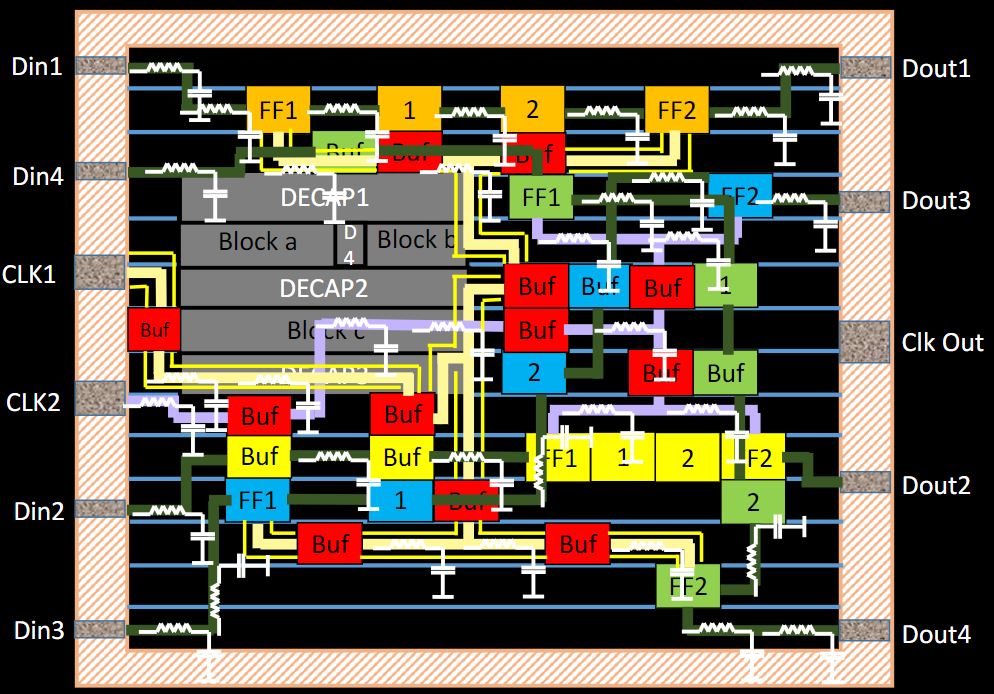 Din1
Dout1
FF1 1 2 FF2
Buf Buf Buf
Din4
DECAP1
FF1
FF2
Dout3
Block a
D
4
Block b
CLK1
DECAP2
Buf Buf Buf 1
Buf
Block c
Buf
Clk Out
2 Buf Buf
CLK2
Buf Buf
Buf Buf
FF1 1 2 FF2
Dout2
Din2
FF1 1 Buf
2
Buf Buf
FF2
Din3
Dout4